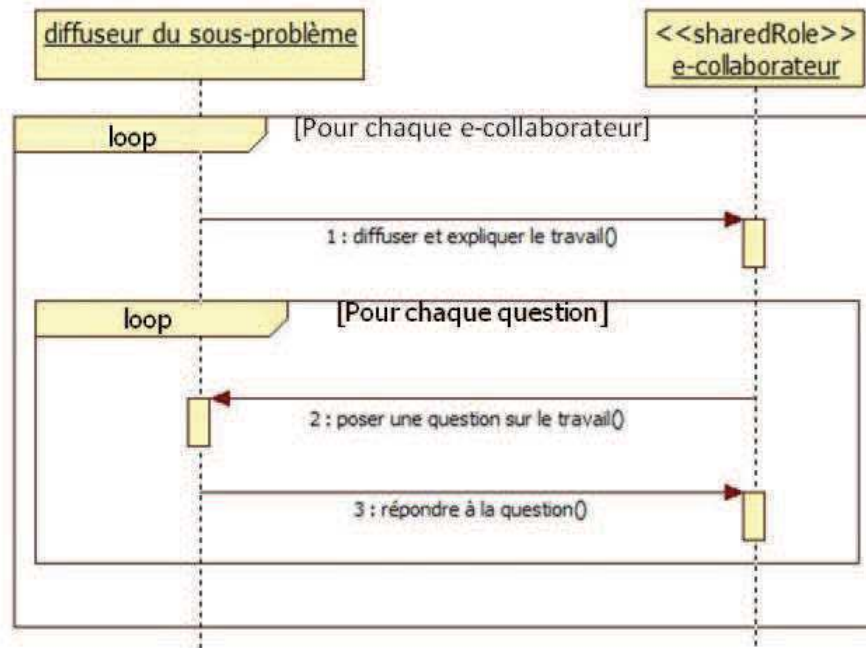 diffuseur du sous-problème
<<sharedRole>>
e-collaborateur
loop
[Pour chaque e-collaborateur]
1 : diffuser et expliquer le travail()
loop
[Pour chaque question]
2 : poser une question sur le travail()
3 : répondre à la question()